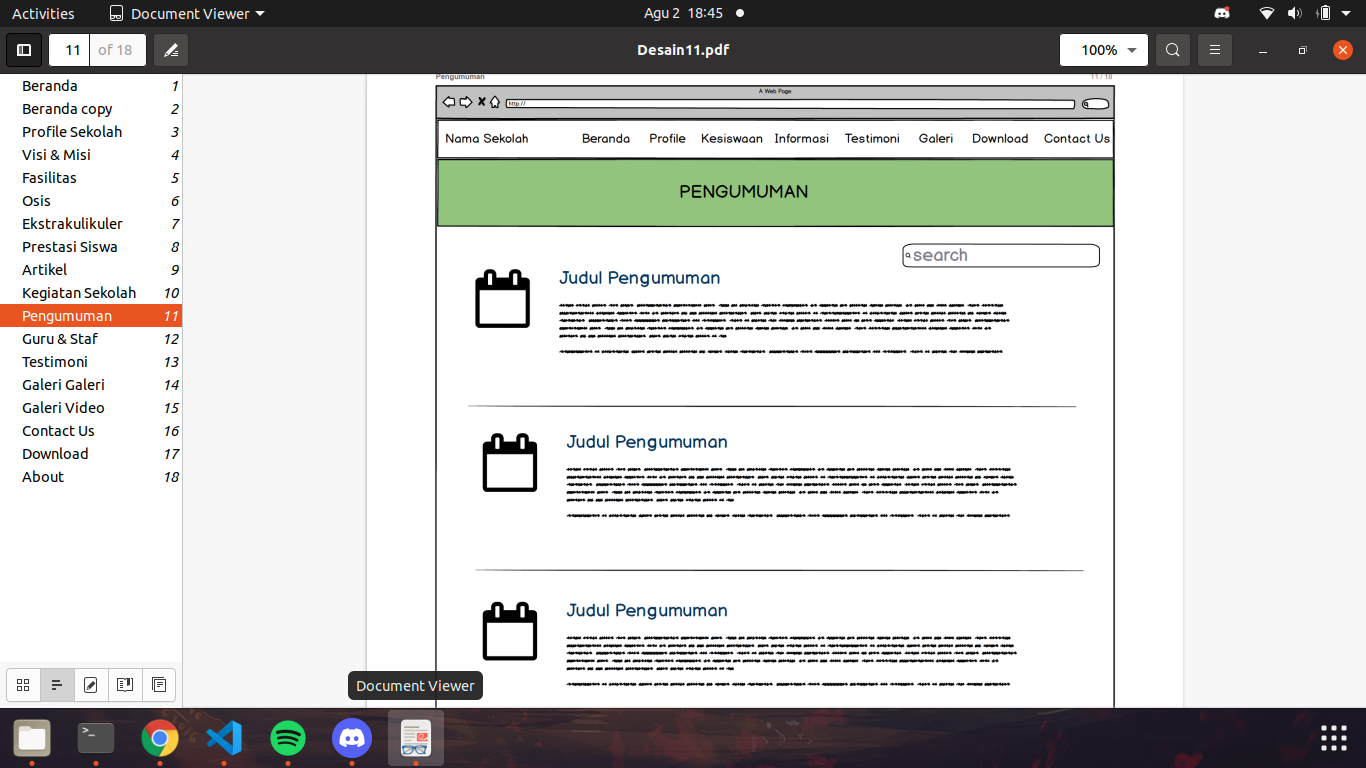 Activities
Document Viewer
Agu 2 18:45
11 of 18
Desain11.pdf
100%
Beranda 1
Beranda copy 2
Profile Sekolah 3
Visi & Misi 4
Fasilitas 5
Osis 6
Ekstrakulikuler 7
Prestasi Siswa 8
Artikel 9
Kegiatan Sekolah 10
Pengumuman 11
Guru & Staf 12
Testimoni 13
Galeri Galeri 14
Galeri Video 15
Contact Us 16
Download 17
About 18
Pengumuman 11 / 18
A Web Page
http://
Nama Sekolah Beranda Profile Kesiswaan Informasi Testimoni Galeri Download Contact Us
PENGUMUMAN
search
Judul Pengumuman
Judul Pengumuman
Judul Pengumuman
Document Viewer